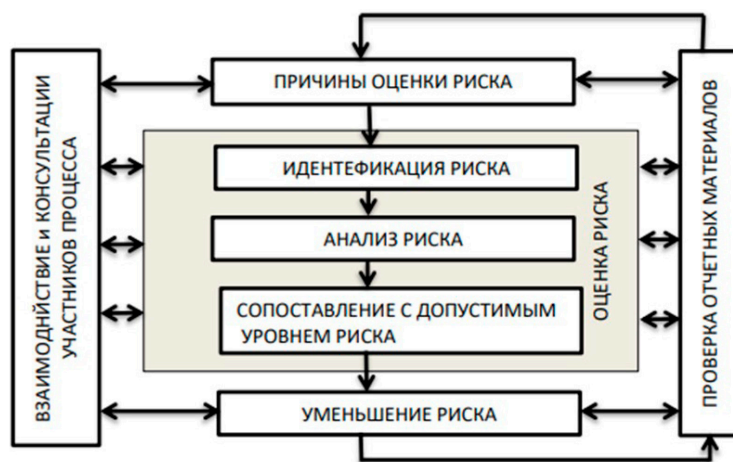 ВЗАИМОДНЙСТВИЕ и КОНСУЛЬТАЦИИ
УЧАСТНИКОВ ПРОЦЕССА
ПРИЧИНЫ ОЦЕНКИ РИСКА
ИДЕНТЕФИКАЦИЯ РИСКА
АНАЛИЗ РИСКА
СОПОСТАВЛЕНИЕ С ДОПУСТИМЫМ
УРОВНЕМ РИСКА
ОЦЕНКА РИСКА
УМЕНЬШЕНИЕ РИСКА
ПРОВЕРКА ОТЧЕТНЫХ МАТЕРИАЛОВ